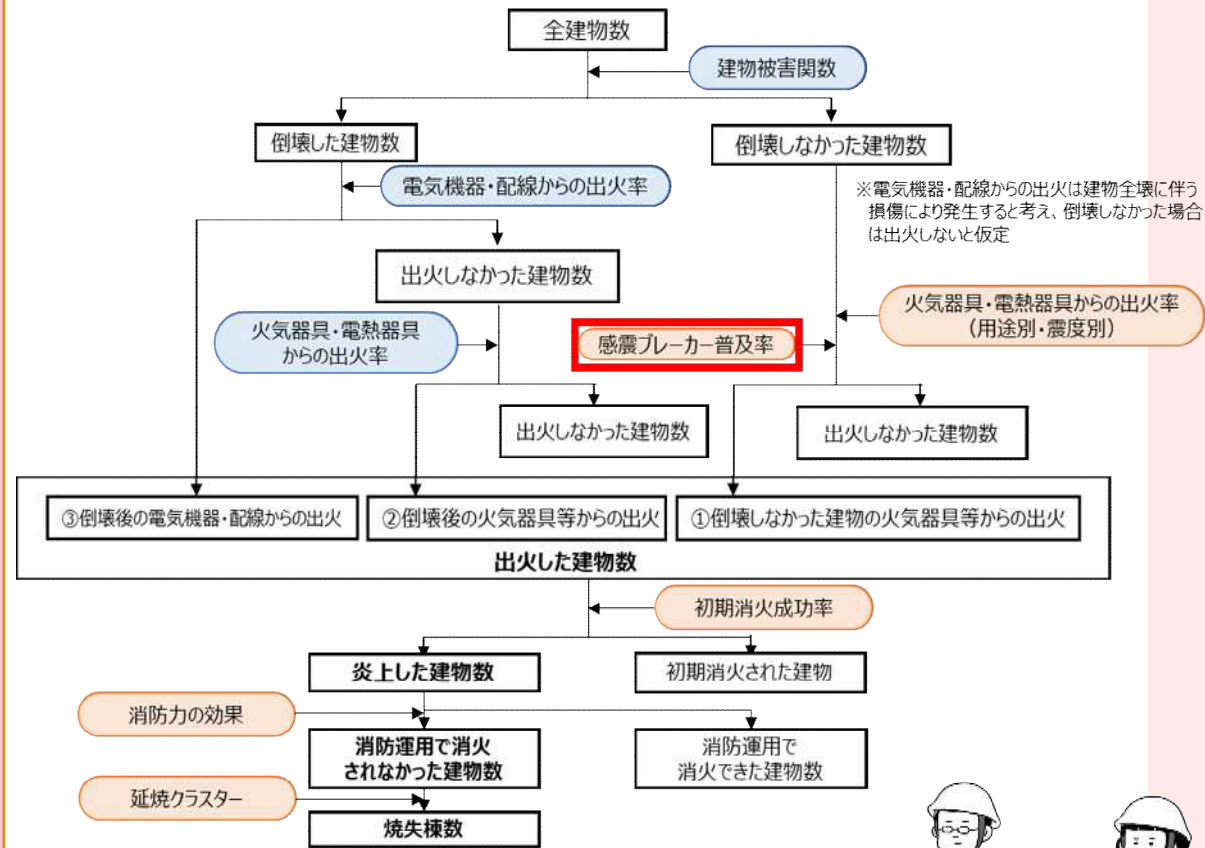 全建物数
建物被害関数
倒壊した建物数
倒壊しなかった建物数
電気機器・配線からの出火率
※電気機器・配線からの出火は建物全壊に伴う
損傷により発生すると考え、倒壊しなかった場合
は出火しないと仮定
出火しなかった建物数
火気器具・電熱器具からの出火率
（用途別・震度別）
火気器具・電熱器具
からの出火率
感震ブレーカー普及率
出火しなかった建物数
出火しなかった建物数
③倒壊後の電気機器・配線からの出火
②倒壊後の火気器具等からの出火
①倒壊しなかった建物の火気器具等からの出火
出火した建物数
初期消火成功率
炎上した建物数
初期消火された建物
消防力の効果
消防運用で消火
されなかった建物数
消防運用で
消火できた建物数
延焼クラスター
焼失棟数